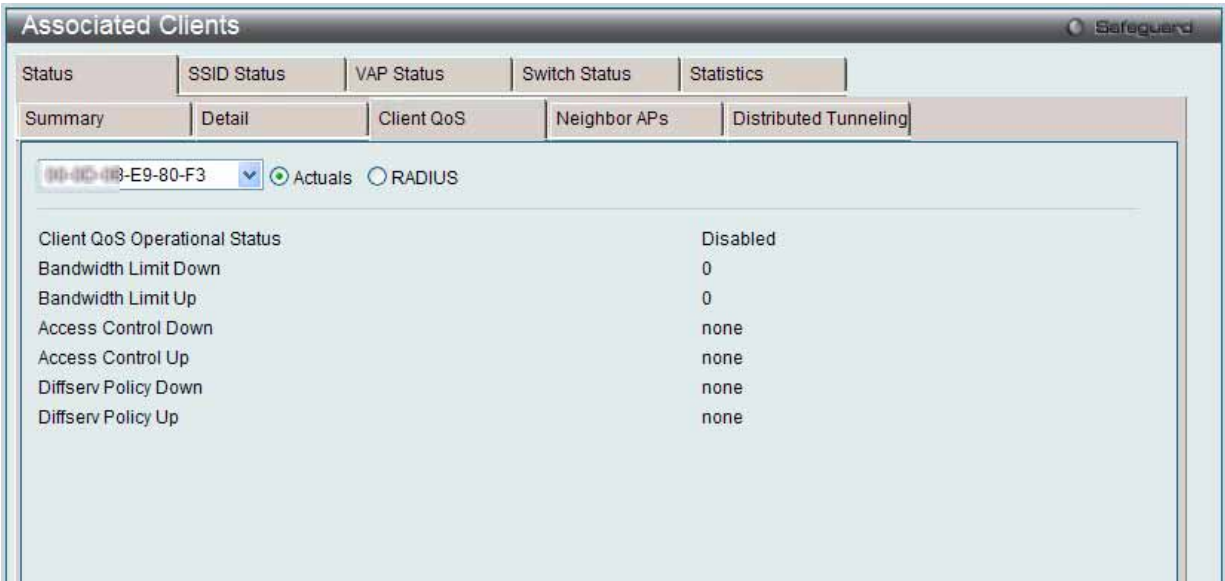 Associated Clients Safeguard
Status SSID Status VAP Status Switch Status Statistics
Summary Detail Client QoS Neighbor APs Distributed Tunneling
-E9-80-F3 Actuals RADIUS
Client QoS Operational Status Disabled
Bandwidth Limit Down 0
Bandwidth Limit Up 0
Access Control Down none
Access Control Up none
Diffserv Policy Down none
Diffserv Policy Up none